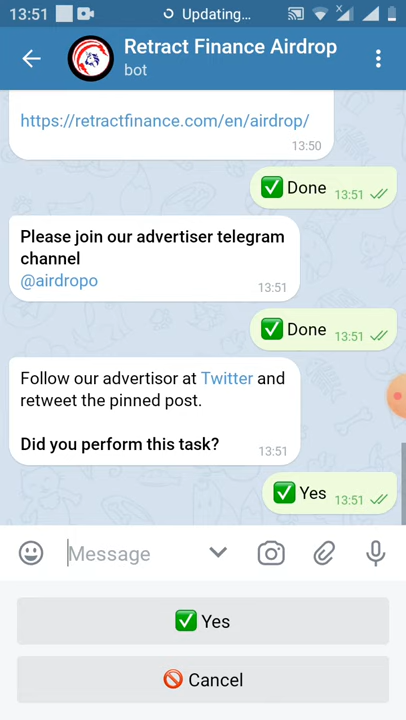 13:51 Updating...
Retract Finance Airdrop
bot
https://retractfinance.com/en/airdrop/
13:50
✅ Done 13:51
Please join our advertiser telegram
channel
@airdropo
13:51
✅ Done 13:51
Follow our advertisor at Twitter and
retweet the pinned post.
Did you perform this task?
13:51
✅ Yes 13:51
Message
✅ Yes
🚫 Cancel